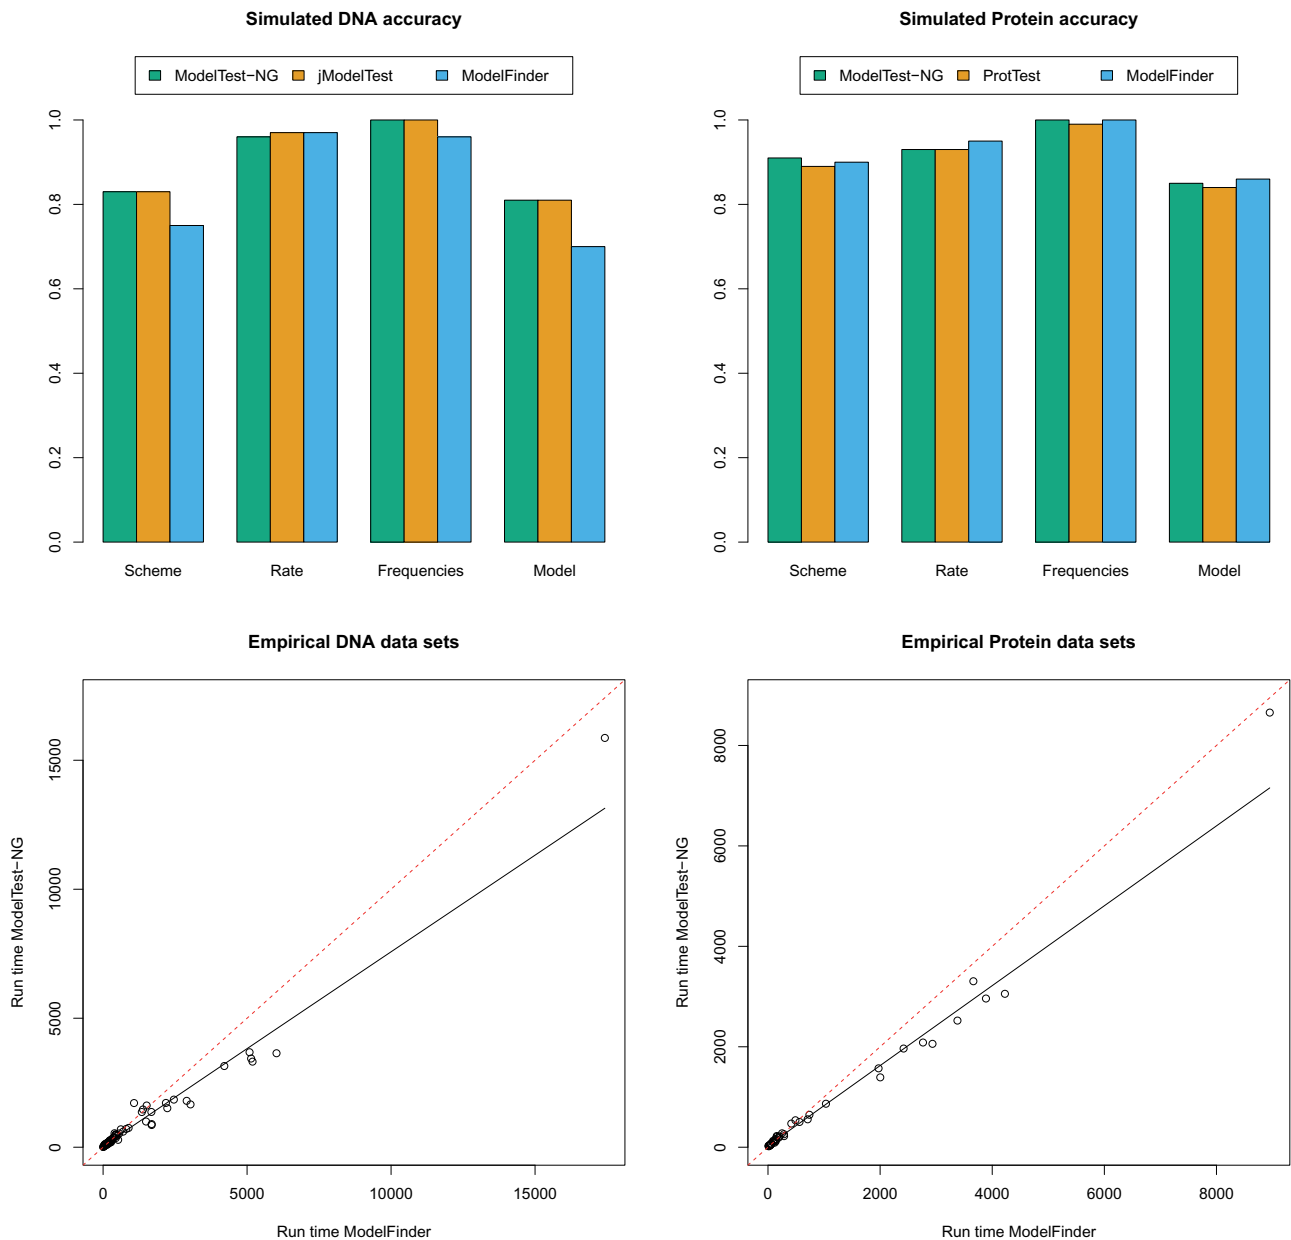 Simulated DNA accuracy
ModelTest−NG jModelTest ModelFinder
1.0
0.8
0.6
0.4
0.2
0.0
Scheme Rate Frequencies Model
Simulated Protein accuracy
ModelTest−NG ProtTest ModelFinder
1.0
0.8
0.6
0.4
0.2
0.0
Scheme Rate Frequencies Model
Empirical DNA data sets
Run time ModelTest−NG
15000
10000
5000
0
0 5000 10000 15000
Run time ModelFinder
Empirical Protein data sets
Run time ModelTest−NG
8000
6000
4000
2000
0
0 2000 4000 6000 8000
Run time ModelFinder